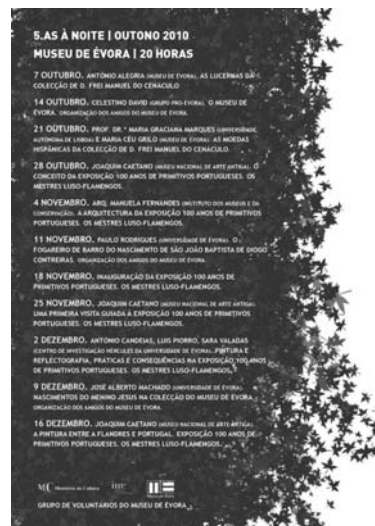 5.AS À NOITE | OUTONO 2010
MUSEU DE ÉVORA | 20 HORAS
7 OUTUBRO. ANTÓNIO ALEGRIA (MUSEU DE ÉVORA). AS LUCERNAS DA
COLECÇÃO DE D. FREI MANUEL DO CENÁCULO
14 OUTUBRO. CELESTINO DAVID (GRUPO PRO-ÉVORA). O MUSEU DE
ÉVORA. ORGANIZAÇÃO DOS AMIGOS DO MUSEU DE ÉVORA.
21 OUTUBRO. PROF. DR.ª MARIA GRACIANA MARQUES (UNIVERSIDADE
AUTÓNOMA DE LISBOA) E MARIA CÉU GRILO (MUSEU DE ÉVORA). AS MOEDAS
HISPÂNICAS DA COLECÇÃO DE D. FREI MANUEL DO CENÁCULO.
28 OUTUBRO. JOAQUIM CAETANO (MUSEU NACIONAL DE ARTE ANTIGA). O
CONCEITO DA EXPOSIÇÃO 100 ANOS DE PRIMITIVOS PORTUGUESES. OS
MESTRES LUSO-FLAMENGOS.
4 NOVEMBRO. ARQ. MANUELA FERNANDES (INSTITUTO DOS MUSEUS E DA
CONSERVAÇÃO). A ARQUITECTURA DA EXPOSIÇÃO 100 ANOS DE PRIMITIVOS
PORTUGUESES. OS MESTRES LUSO-FLAMENGOS.
11 NOVEMBRO. PAULO RODRIGUES (UNIVERSIDADE DE ÉVORA). O
FOGAREIRO DE BARRO DO NASCIMENTO DE SÃO JOÃO BAPTISTA DE DIOGO
CONTREIRAS. ORGANIZAÇÃO DOS AMIGOS DO MUSEU DE ÉVORA.
18 NOVEMBRO. INAUGURAÇÃO DA EXPOSIÇÃO 100 ANOS DE
PRIMITIVOS PORTUGUESES. OS MESTRES LUSO-FLAMENGOS.
25 NOVEMBRO. JOAQUIM CAETANO (MUSEU NACIONAL DE ARTE ANTIGA).
UMA PRIMEIRA VISITA GUIADA À EXPOSIÇÃO 100 ANOS DE PRIMITIVOS
PORTUGUESES. OS MESTRES LUSO-FLAMENGOS.
2 DEZEMBRO. ANTÓNIO CANDEIAS, LUIS PIORRO, SARA VALADAS
(CENTRO DE INVESTIGAÇÃO HÉRCULES DA UNIVERSIDADE DE ÉVORA). PINTURA E
REFLECTOGRAFIA, PRÁTICAS E CONSEQUÊNCIAS NA EXPOSIÇÃO 100 ANOS
DE PRIMITIVOS PORTUGUESES. OS MESTRES LUSO-FLAMENGOS.
9 DEZEMBRO. JOSÉ ALBERTO MACHADO (UNIVERSIDADE DE ÉVORA).
NASCIMENTOS DO MENINO JESUS NA COLECÇÃO DO MUSEU DE ÉVORA.
ORGANIZAÇÃO DOS AMIGOS DO MUSEU DE ÉVORA.
16 DEZEMBRO. JOAQUIM CAETANO (MUSEU NACIONAL DE ARTE ANTIGA).
A PINTURA ENTRE A FLANDRES E PORTUGAL. EXPOSIÇÃO 100 ANOS DE
PRIMITIVOS PORTUGUESES. OS MESTRES LUSO-FLAMENGOS.
MC Ministério da Cultura imc
GRUPO DE VOLUNTÁRIOS DO MUSEU DE ÉVORA